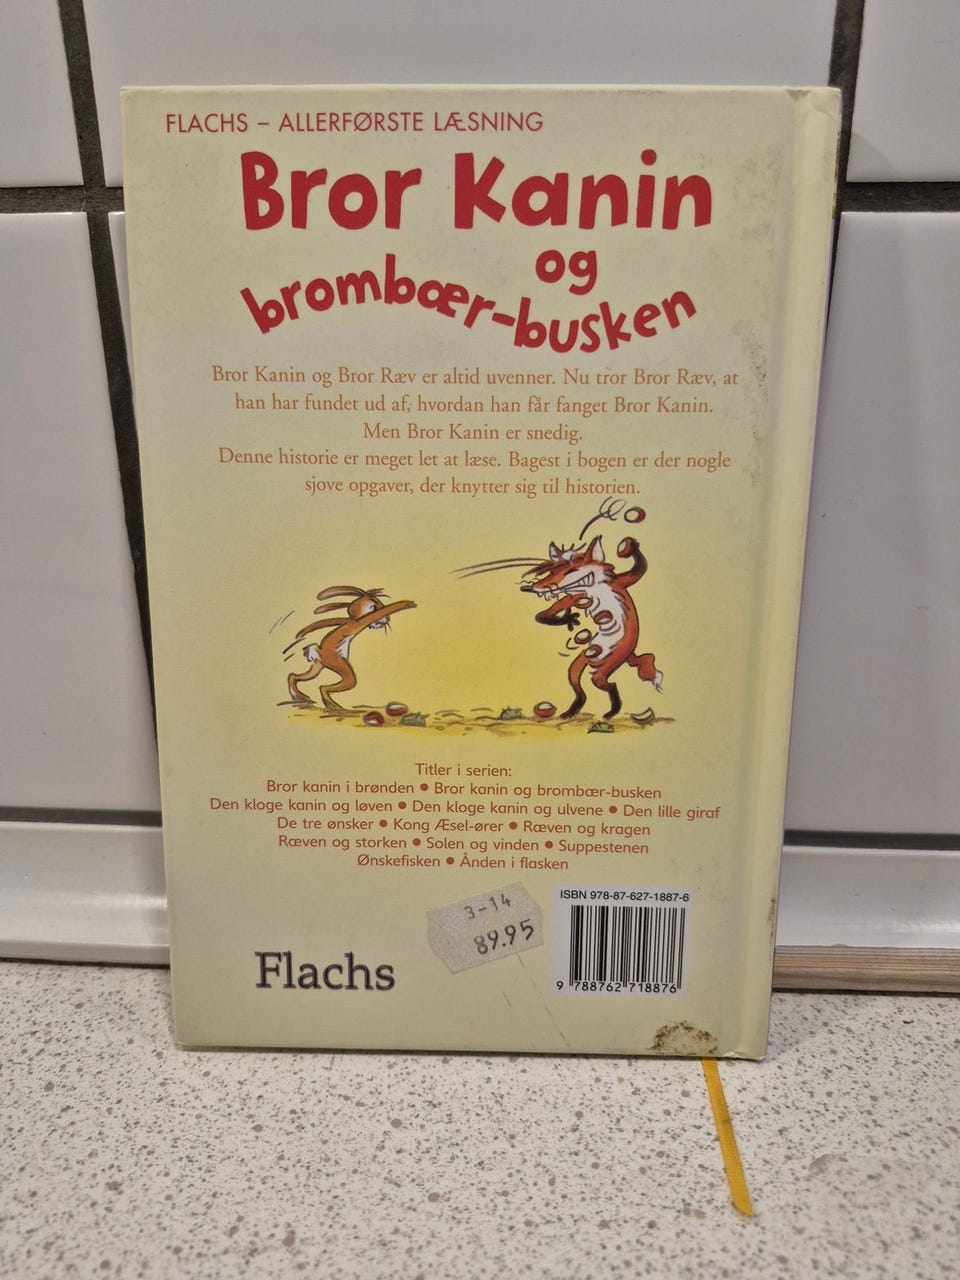 FLACHS – ALLERFØRSTE LÆSNING
Bror Kanin
og
brombær-busken
Bror Kanin og Bror Ræv er altid uvenner. Nu tror Bror Ræv, at
han har fundet ud af, hvordan han får fanget Bror Kanin.
Men Bror Kanin er snedig.
Denne historie er meget let at læse. Bagest i bogen er der nogle
sjove opgaver, der knytter sig til historien.
Titler i serien:
Bror kanin i brønden • Bror kanin og brombær-busken
Den kloge kanin og løven • Den kloge kanin og ulvene • Den lille giraf
De tre ønsker • Kong Æsel-ører • Ræven og kragen
Ræven og storken • Solen og vinden • Suppestenen
Ønskefisken • Ånden i flasken
3-14
89.95
ISBN 978-87-627-1887-6
9 788762 718876
Flachs